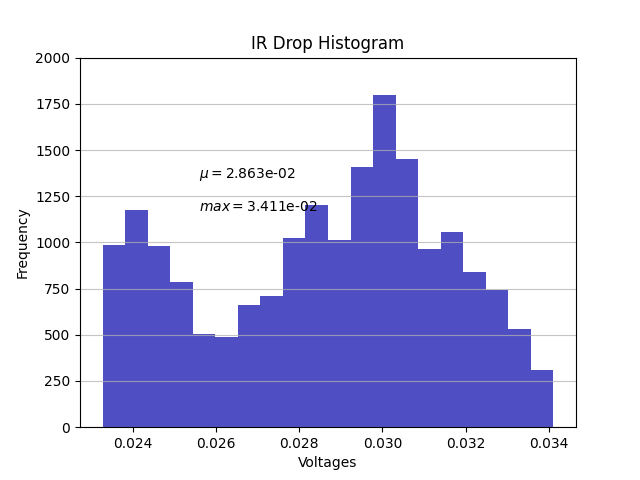 IR Drop Histogram
2000
1750
1500
1250
1000
750
500
250
0
Frequency
μ = 2.863e-02
max = 3.411e-02
0.024 0.026 0.028 0.030 0.032 0.034
Voltages